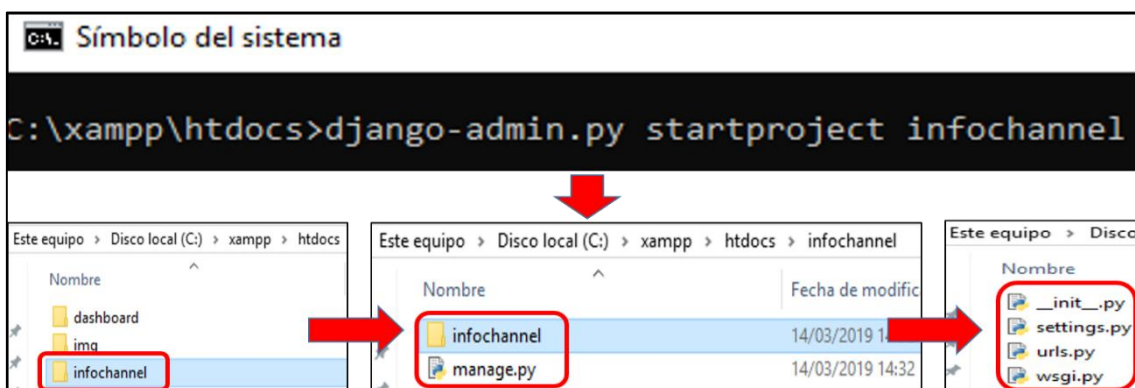 Símbolo del sistema
C:\xampp\htdocs>django-admin.py startproject infochannel
Este equipo > Disco local (C:) > xampp > htdocs
Nombre
dashboard
img
infochannel
Este equipo > Disco local (C:) > xampp > htdocs > infochannel
Nombre Fecha de modific
infochannel 14/03/2019 14
manage.py 14/03/2019 14:32
Este equipo > Disco
Nombre
__init__.py
settings.py
urls.py
wsgi.py